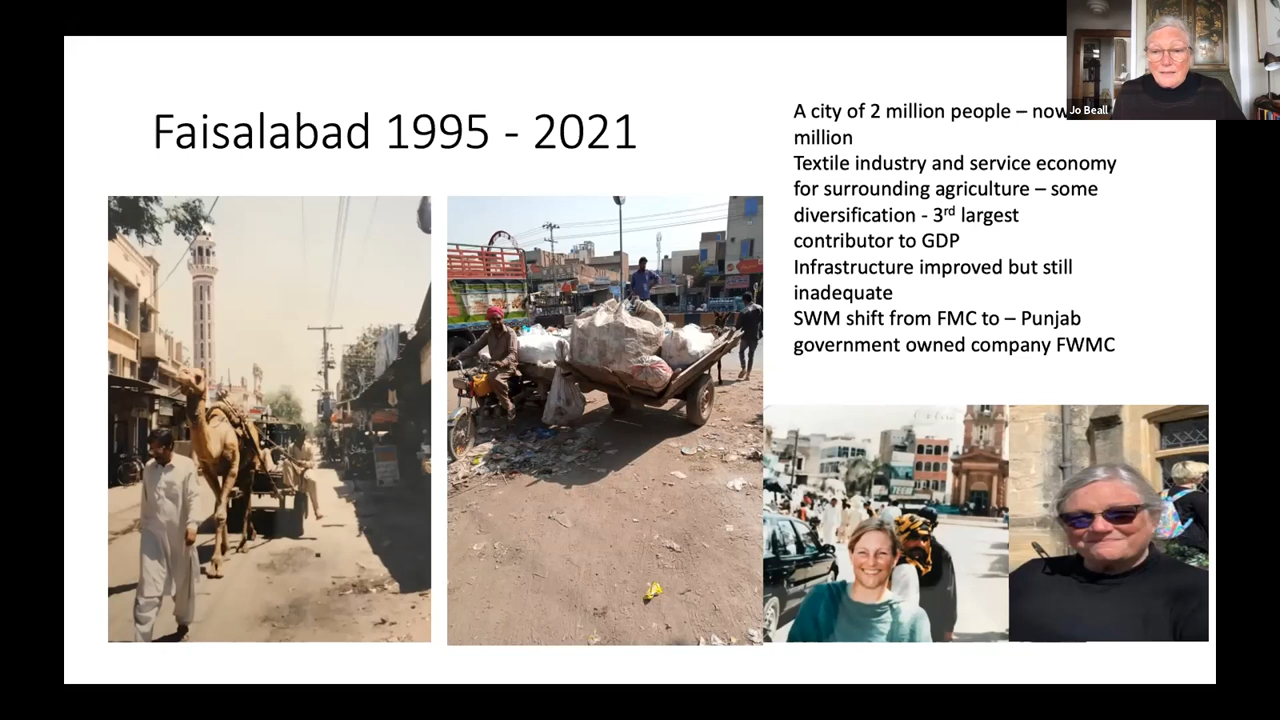 Jo Beall
Faisalabad 1995 - 2021
A city of 2 million people – now
million
Textile industry and service economy
for surrounding agriculture – some
diversification - 3rd largest
contributor to GDP
Infrastructure improved but still
inadequate
SWM shift from FMC to – Punjab
government owned company FWMC